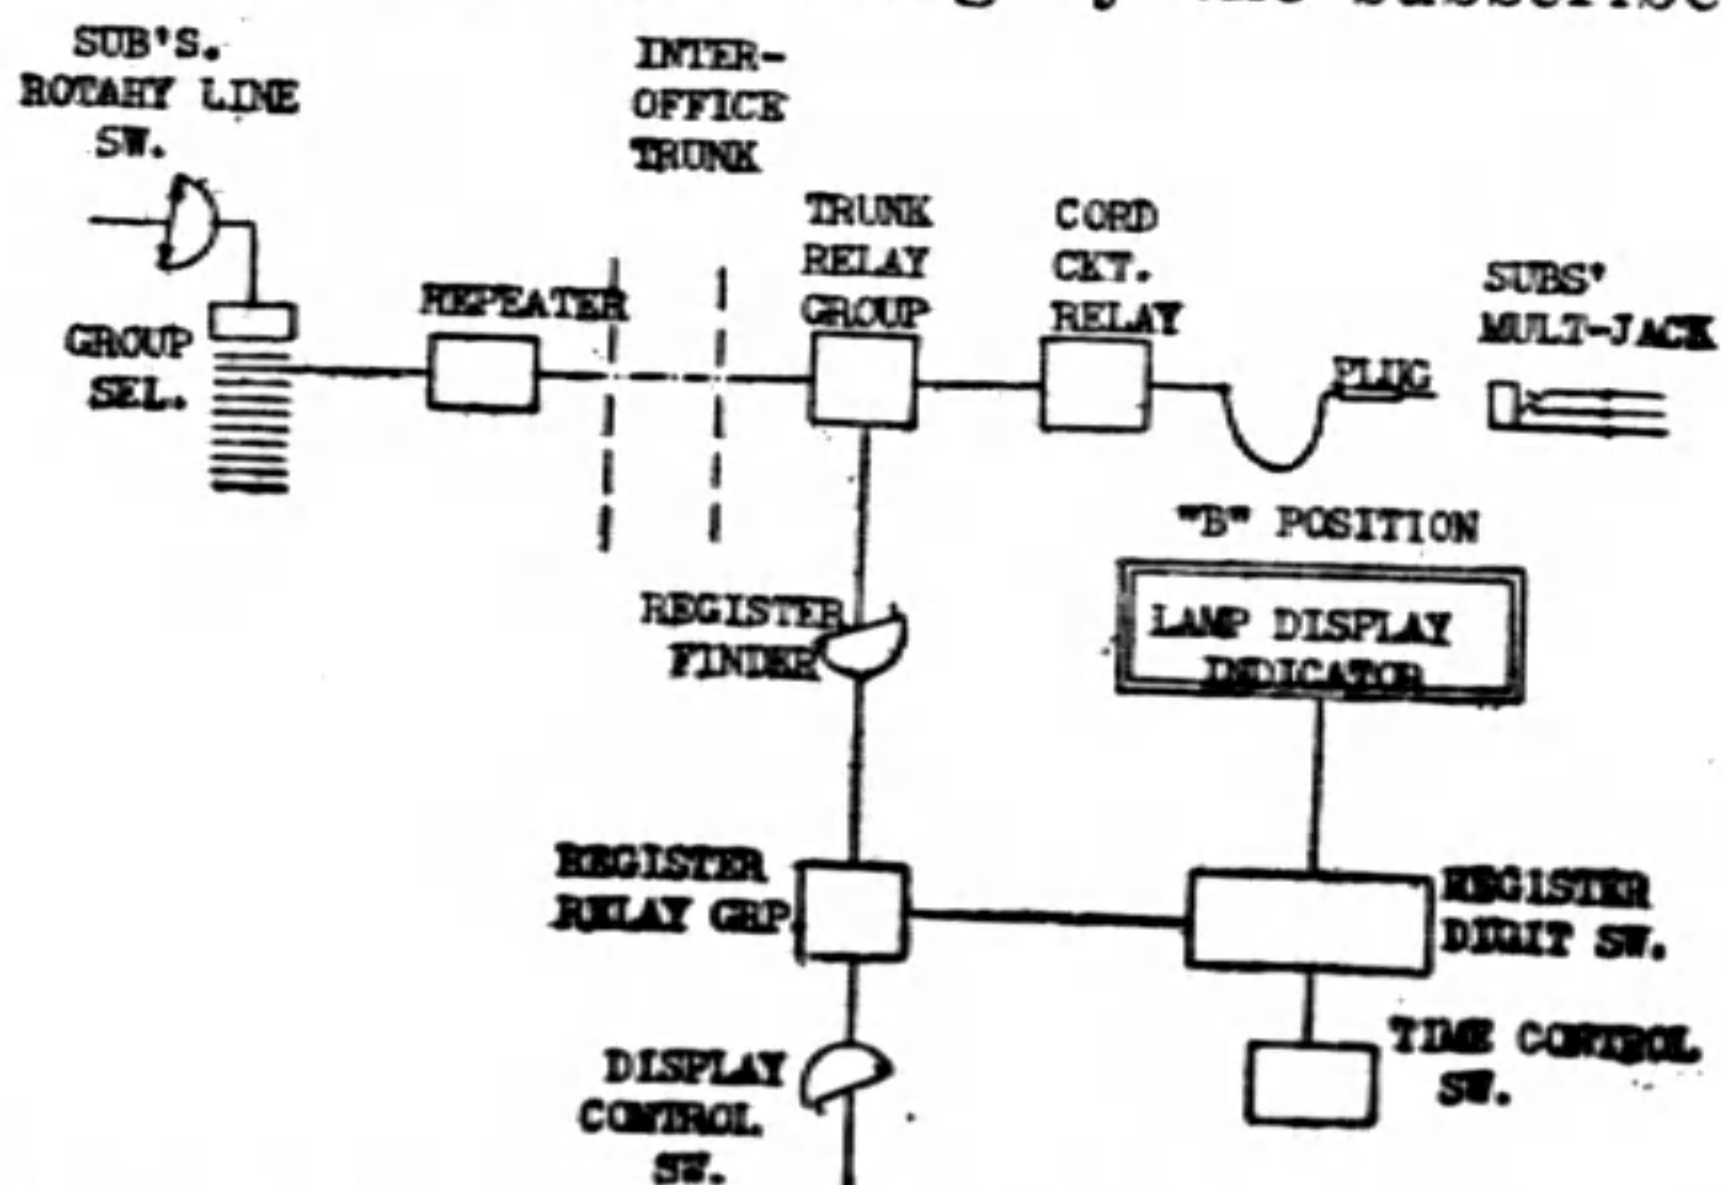 SUB'S.
ROTARY LINE
SW.
INTER-
OFFICE
TRUNK
TRUNK
RELAY
GROUP
CORD
CKT.
RELAY
SUBS'
MULT-JACK
REPEATER
GROUP
SEL.
PLUG
"B" POSITION
LAMP DISPLAY
INDICATOR
REGISTER
FINDER
REGISTER
RELAY GRP.
REGISTER
DIGIT SW.
TIME CONTROL
SW.
DISPLAY
CONTROL
SW.